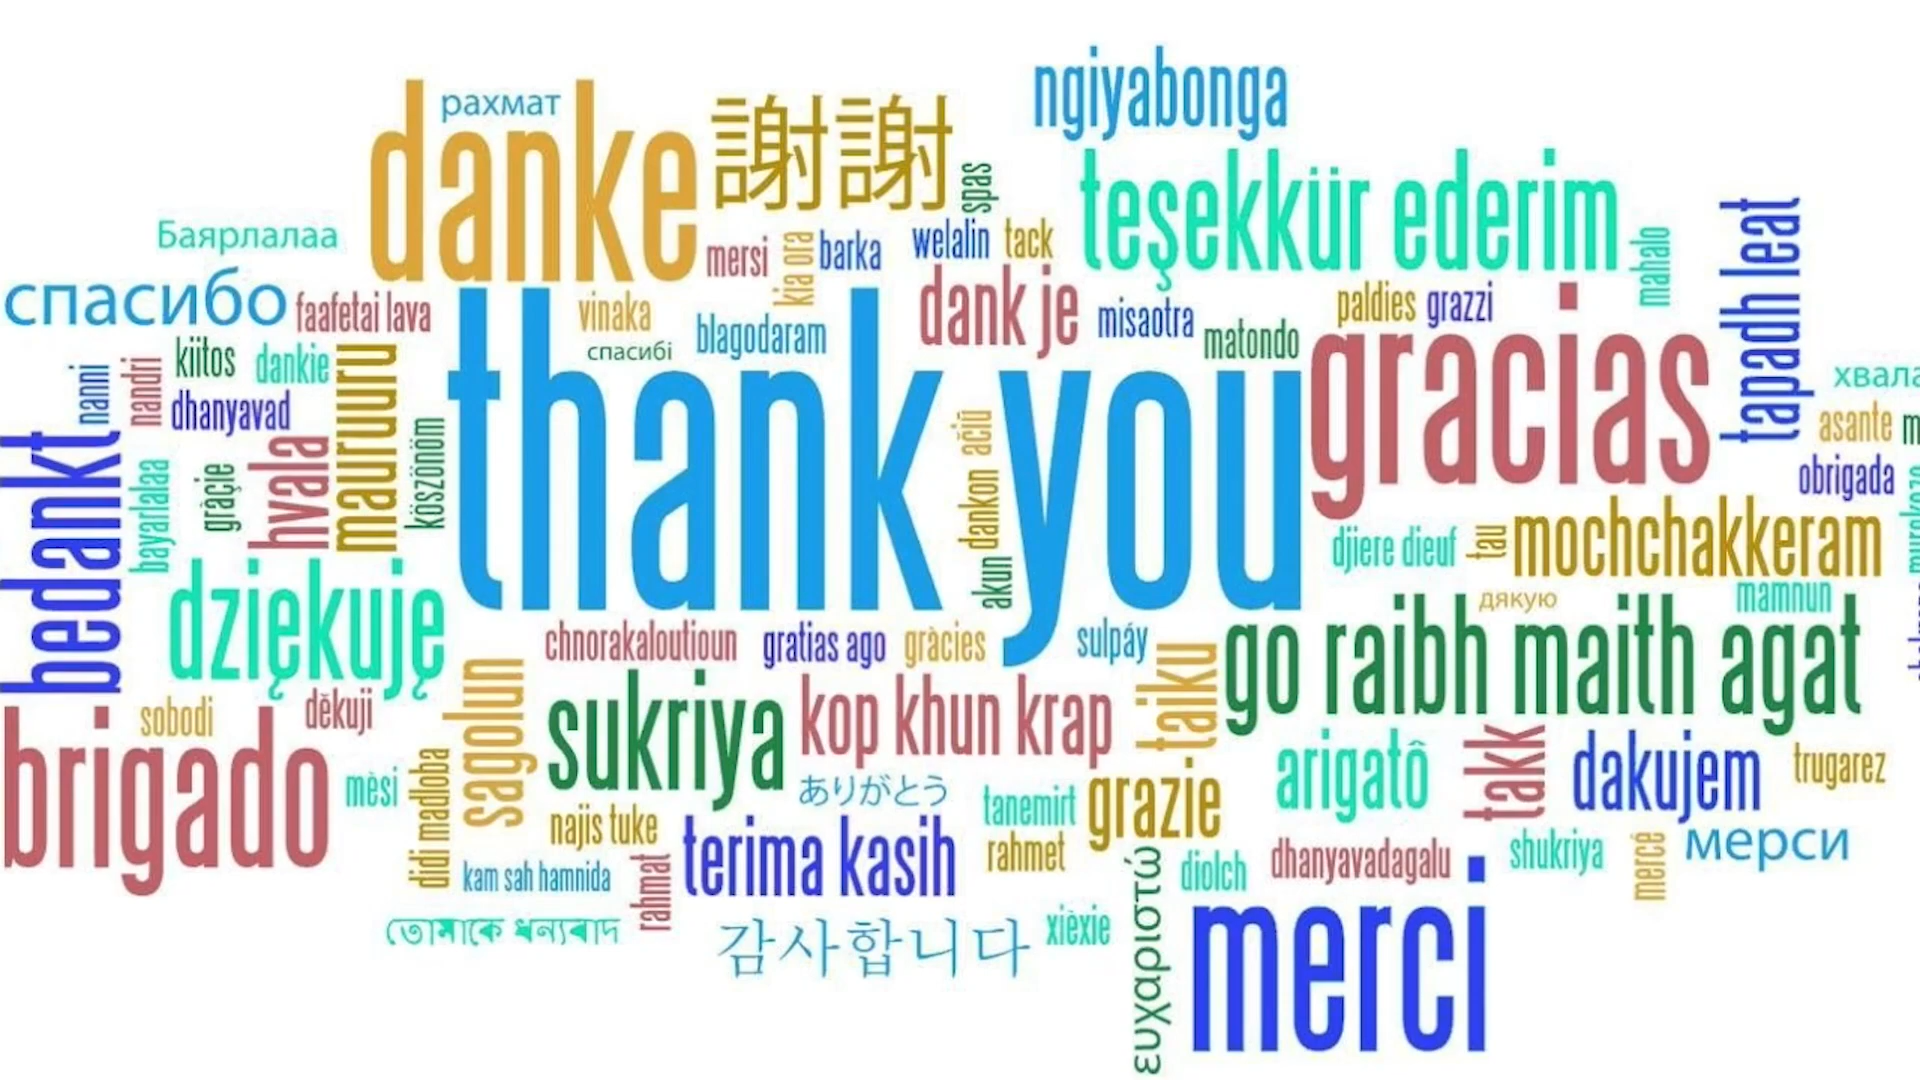 ngiyabonga
рахмат
danke
謝謝
spas
teşekkür ederim
tapadh leat
mahalo
Баярлалаа
mersi
kia ora
barka
welalin
tack
спасибо
faafetai lava
vinaka
blagodaram
dank je
misaotra
matondo
paldies
grazzi
gracias
kiitos
dankie
спасибі
thank you
nanni
nandri
dhanyavad
mauruuru
köszönöm
хвала
asante
obrigada
bedankt
bayarlalaa
gràçie
hvala
ačiū
dankon
akun
djiere dieuf
tau
mochchakkeram
dziękuję
дякую
mamnun
chnorakaloutioun
gratias ago
gràcies
sulpáy
taiku
go raibh maith agat
sobodi
děkuji
sagolun
sukriya
kop khun krap
brigado
mèsi
didi madloba
ありがとう
tanemirt
grazie
arigatô
takk
dakujem
trugarez
najis tuke
terima kasih
rahmet
kam sah hamnida
rahmat
diolch
dhanyavadagalu
shukriya
mercé
мерси
তোমাকে ধন্যবাদ
감사합니다
xièxie
ευχαριστώ
merci